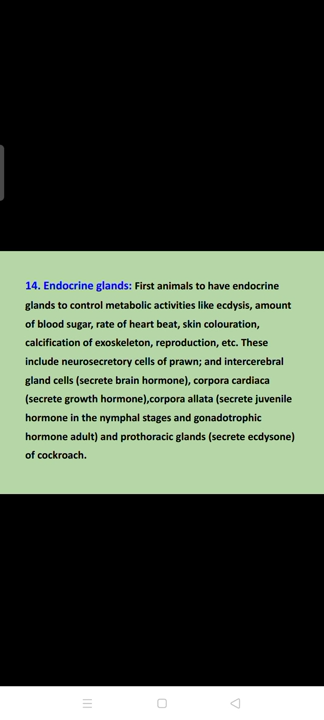 14. Endocrine glands: First animals to have endocrine
glands to control metabolic activities like ecdysis, amount
of blood sugar, rate of heart beat, skin colouration,
calcification of exoskeleton, reproduction, etc. These
include neurosecretory cells of prawn; and intercerebral
gland cells (secrete brain hormone), corpora cardiaca
(secrete growth hormone),corpora allata (secrete juvenile
hormone in the nymphal stages and gonadotrophic
hormone adult) and prothoracic glands (secrete ecdysone)
of cockroach.